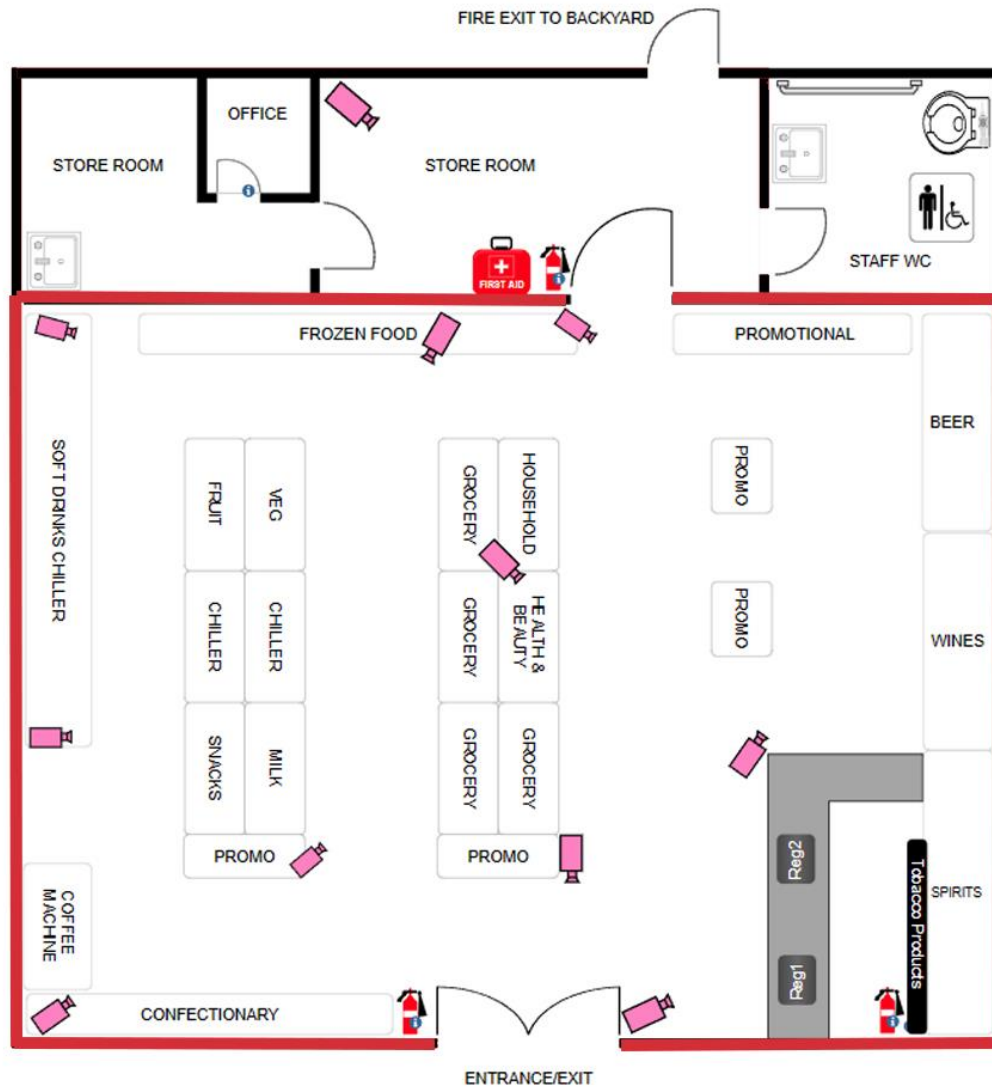 FIRE EXIT TO BACKYARD
OFFICE
STORE ROOM
STORE ROOM
FIRST AID
STAFF WC
FROZEN FOOD
PROMOTIONAL
SOFT DRINKS CHILLER
BEER
FRUIT
VEG
GROCERY
HOUSEHOLD
PROMO
CHILLER
CHILLER
GROCERY
HEALTH &
BEAUTY
PROMO
WINES
SNACKS
MILK
GROCERY
GROCERY
PROMO
PROMO
Reg2
Tobacco Products
SPIRITS
COFFEE
MACHINE
Reg1
CONFECTIONARY
ENTRANCE/EXIT